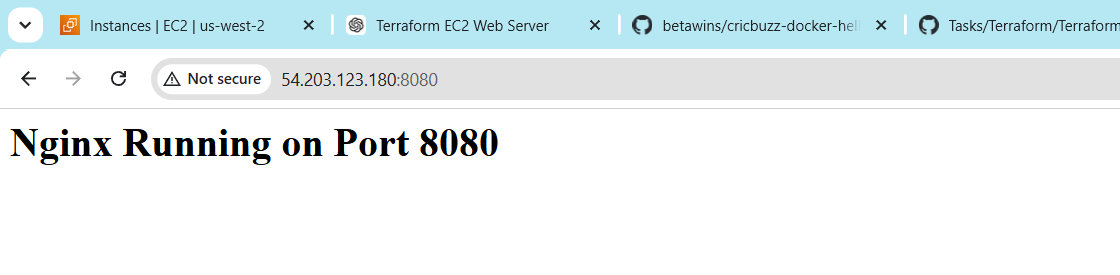 Instances | EC2 | us-west-2
Terraform EC2 Web Server
betawins/cricbuzz-docker-hell
Tasks/Terraform/Terraform
Not secure
54.203.123.180:8080
Nginx Running on Port 8080